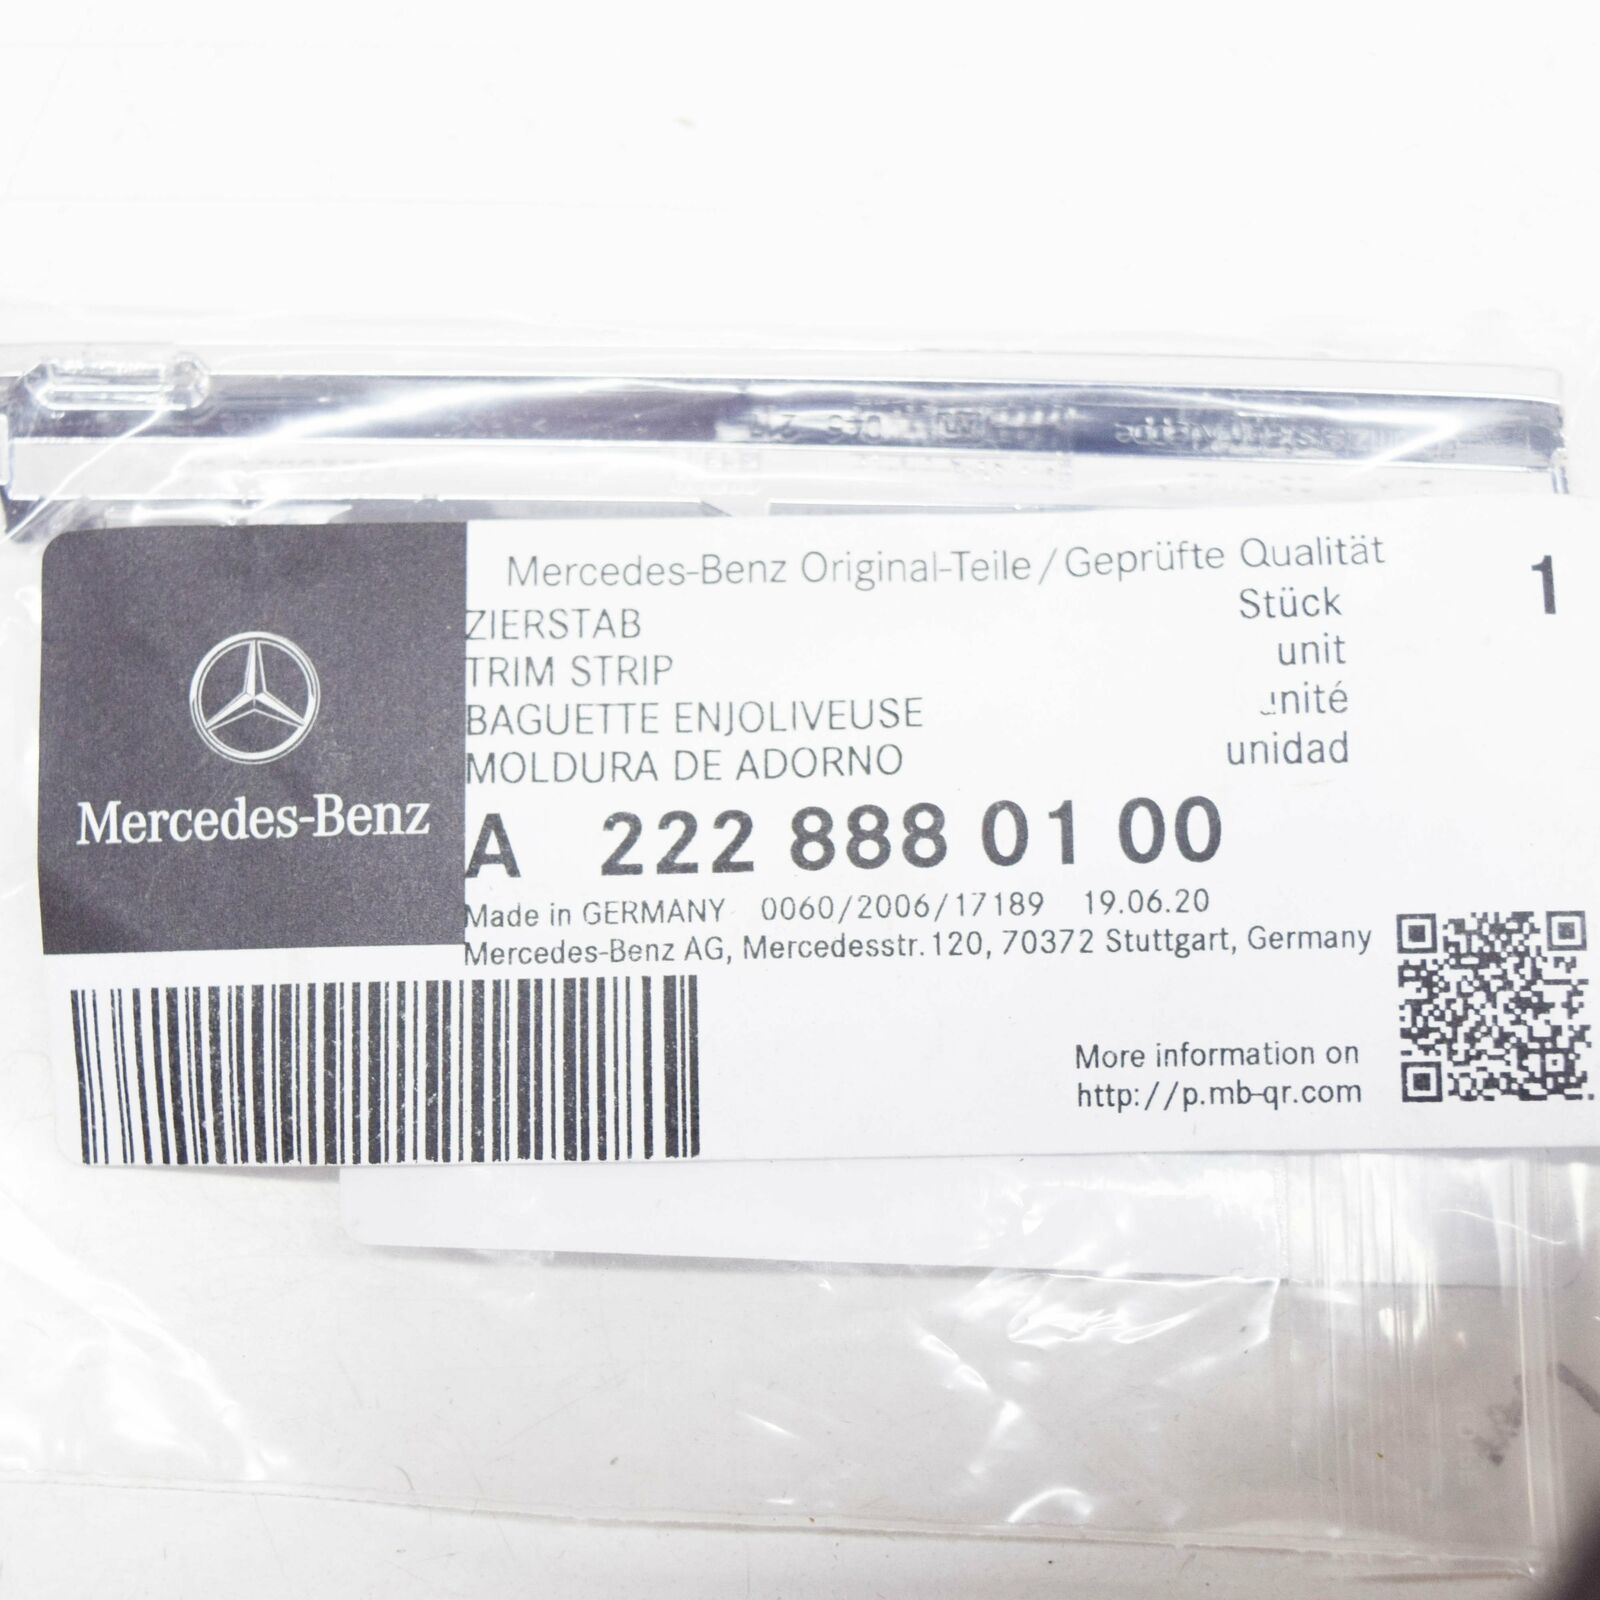 Mercedes-Benz Original-Teile/Geprüfte Qualität
ZIERSTAB Stück 1
TRIM STRIP unit
BAGUETTE ENJOLIVEUSE unité
MOLDURA DE ADORNO unidad
Mercedes-Benz
A 222 888 01 00
Made in GERMANY 0060/2006/17189 19.06.20
Mercedes-Benz AG, Mercedesstr. 120, 70372 Stuttgart, Germany
More information on
http://p.mb-qr.com